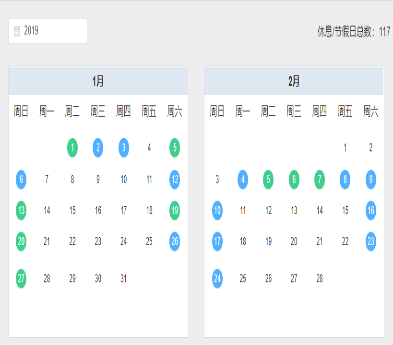 2019
休息/节假日总数：117
1月
周日 周一 周二 周三 周四 周五 周六
1 2 3 4 5
6 7 8 9 10 11 12
13 14 15 16 17 18 19
20 21 22 23 24 25 26
27 28 29 30 31
2月
周日 周一 周二 周三 周四 周五 周六
1 2
3 4 5 6 7 8 9
10 11 12 13 14 15 16
17 18 19 20 21 22 23
24 25 26 27 28